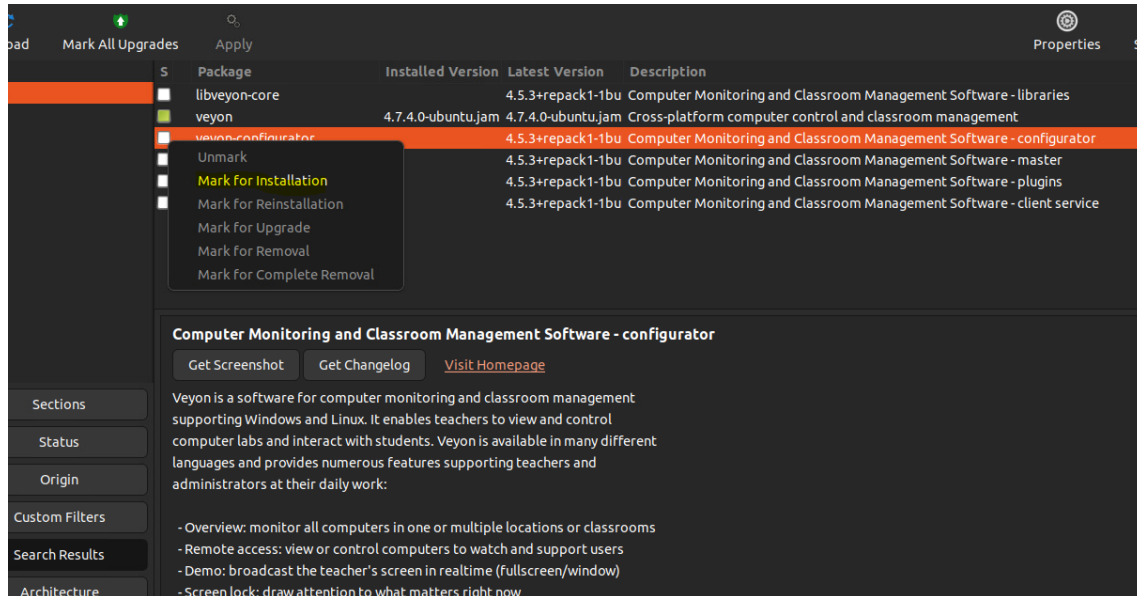 Mark All Upgrades Apply Properties
S Package Installed Version Latest Version Description
libveyon-core 4.5.3+repack1-1bu Computer Monitoring and Classroom Management Software - libraries
veyon 4.7.4.0-ubuntu.jam 4.7.4.0-ubuntu.jam Cross-platform computer control and classroom management
veyon-configurator 4.5.3+repack1-1bu Computer Monitoring and Classroom Management Software - configurator
4.5.3+repack1-1bu Computer Monitoring and Classroom Management Software - master
4.5.3+repack1-1bu Computer Monitoring and Classroom Management Software - plugins
4.5.3+repack1-1bu Computer Monitoring and Classroom Management Software - client service
Unmark
Mark for Installation
Mark for Reinstallation
Mark for Upgrade
Mark for Removal
Mark for Complete Removal
Computer Monitoring and Classroom Management Software - configurator
Get Screenshot Get Changelog Visit Homepage
Veyon is a software for computer monitoring and classroom management
supporting Windows and Linux. It enables teachers to view and control
computer labs and interact with students. Veyon is available in many different
languages and provides numerous features supporting teachers and
administrators at their daily work:
- Overview: monitor all computers in one or multiple locations or classrooms
- Remote access: view or control computers to watch and support users
- Demo: broadcast the teacher's screen in realtime (fullscreen/window)
- Screen lock: draw attention to what matters right now
Sections
Status
Origin
Custom Filters
Search Results
Architecture